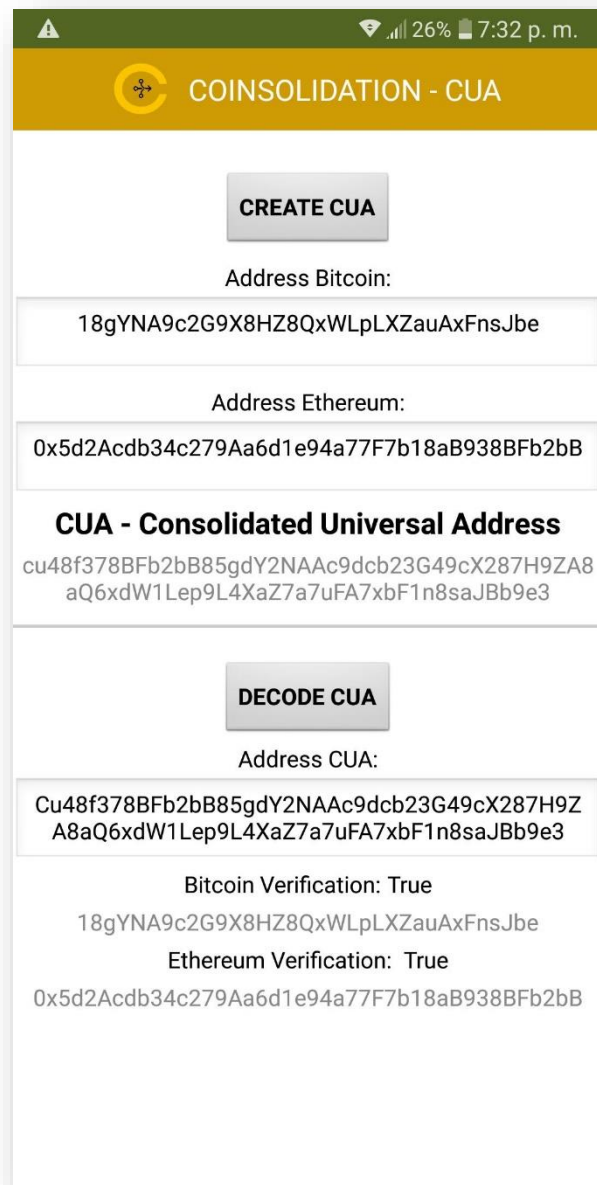 26% 7:32 p. m.
COINSOLIDATION - CUA
CREATE CUA
Address Bitcoin:
18gYNA9c2G9X8HZ8QxWLpLXZauAxFnsJbe
Address Ethereum:
0x5d2Acdb34c279Aa6d1e94a77F7b18aB938BFb2bB
CUA - Consolidated Universal Address
cu48f378BFb2bB85gdY2NAAc9dcb23G49cX287H9ZA8
aQ6xdW1Lep9L4XaZ7a7uFA7xbF1n8saJBb9e3
DECODE CUA
Address CUA:
Cu48f378BFb2bB85gdY2NAAc9dcb23G49cX287H9Z
A8aQ6xdW1Lep9L4XaZ7a7uFA7xbF1n8saJBb9e3
Bitcoin Verification: True
18gYNA9c2G9X8HZ8QxWLpLXZauAxFnsJbe
Ethereum Verification: True
0x5d2Acdb34c279Aa6d1e94a77F7b18aB938BFb2bB